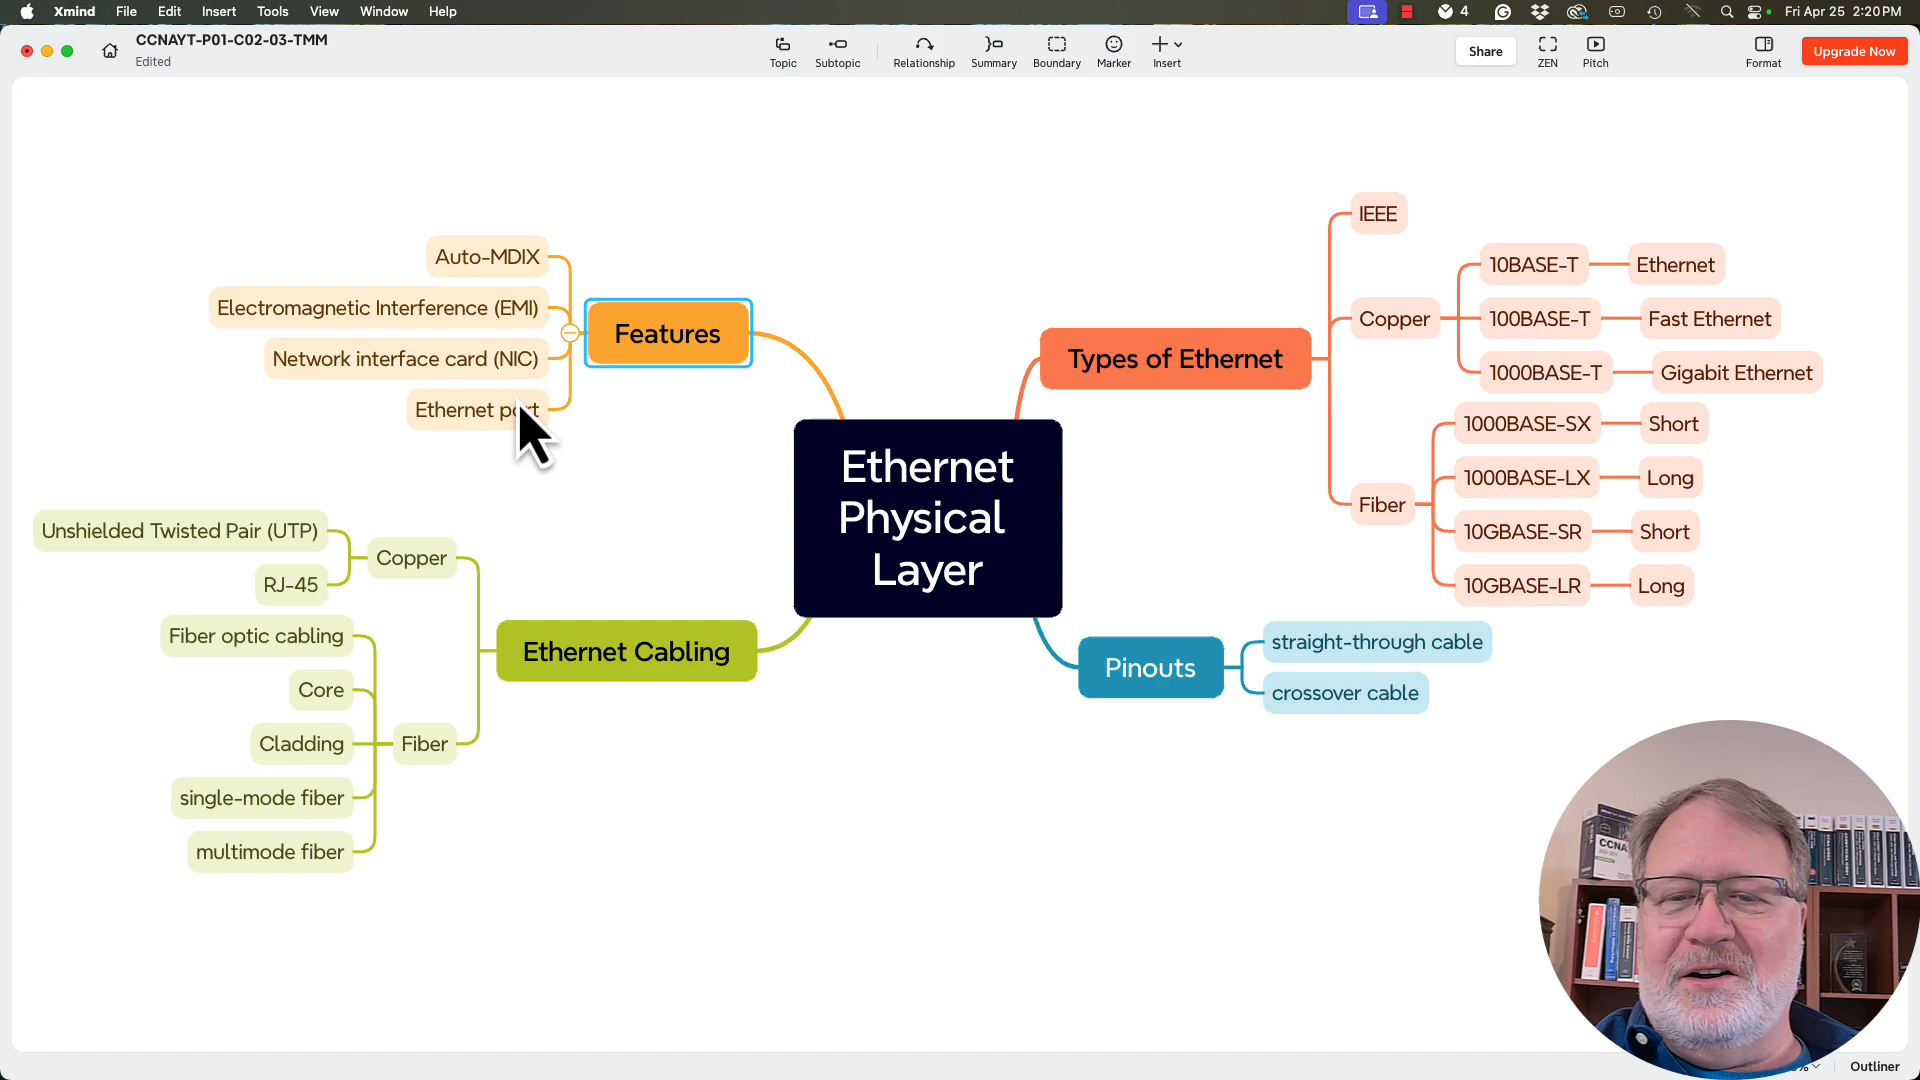 Xmind File Edit Insert Tools View Window Help
4
Fri Apr 25 2:20 PM
CCNAYT-P01-C02-03-TMM
Edited
Topic Subtopic Relationship Summary Boundary Marker Insert
Share
ZEN Pitch
Format
Upgrade Now
Features
Auto-MDIX
Electromagnetic Interference (EMI)
Network interface card (NIC)
Ethernet port
Types of Ethernet
IEEE
Copper
10BASE-T Ethernet
100BASE-T Fast Ethernet
1000BASE-T Gigabit Ethernet
Fiber
1000BASE-SX Short
1000BASE-LX Long
10GBASE-SR Short
10GBASE-LR Long
Ethernet
Physical
Layer
Ethernet Cabling
Copper
Unshielded Twisted Pair (UTP)
RJ-45
Fiber
Fiber optic cabling
Core
Cladding
single-mode fiber
multimode fiber
Pinouts
straight-through cable
crossover cable
CCNA
Outliner